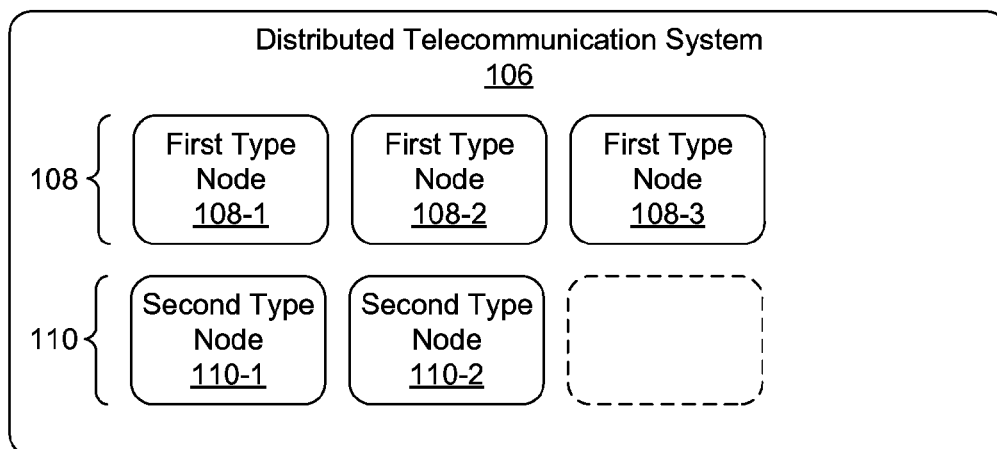 Distributed Telecommunication System
106
108
First Type
Node
108-1
First Type
Node
108-2
First Type
Node
108-3
110
Second Type
Node
110-1
Second Type
Node
110-2